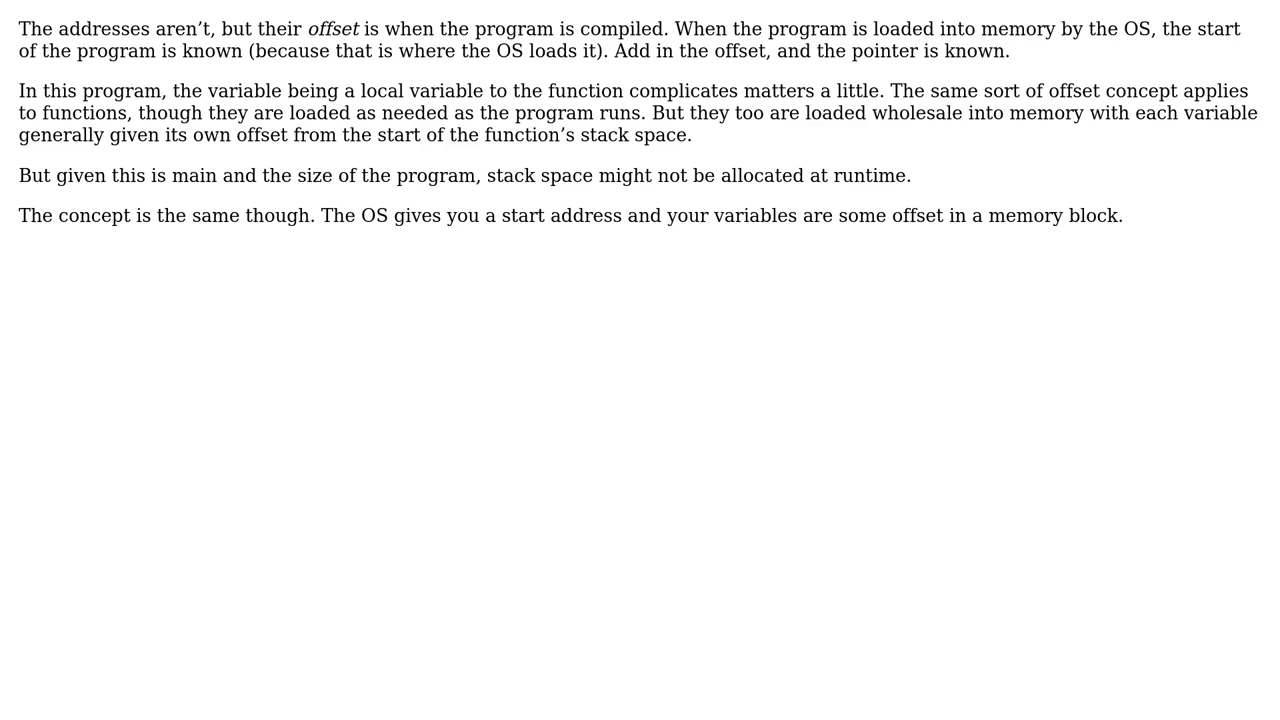 The addresses aren’t, but their offset is when the program is compiled. When the program is loaded into memory by the OS, the start
of the program is known (because that is where the OS loads it). Add in the offset, and the pointer is known.
In this program, the variable being a local variable to the function complicates matters a little. The same sort of offset concept applies
to functions, though they are loaded as needed as the program runs. But they too are loaded wholesale into memory with each variable
generally given its own offset from the start of the function’s stack space.
But given this is main and the size of the program, stack space might not be allocated at runtime.
The concept is the same though. The OS gives you a start address and your variables are some offset in a memory block.